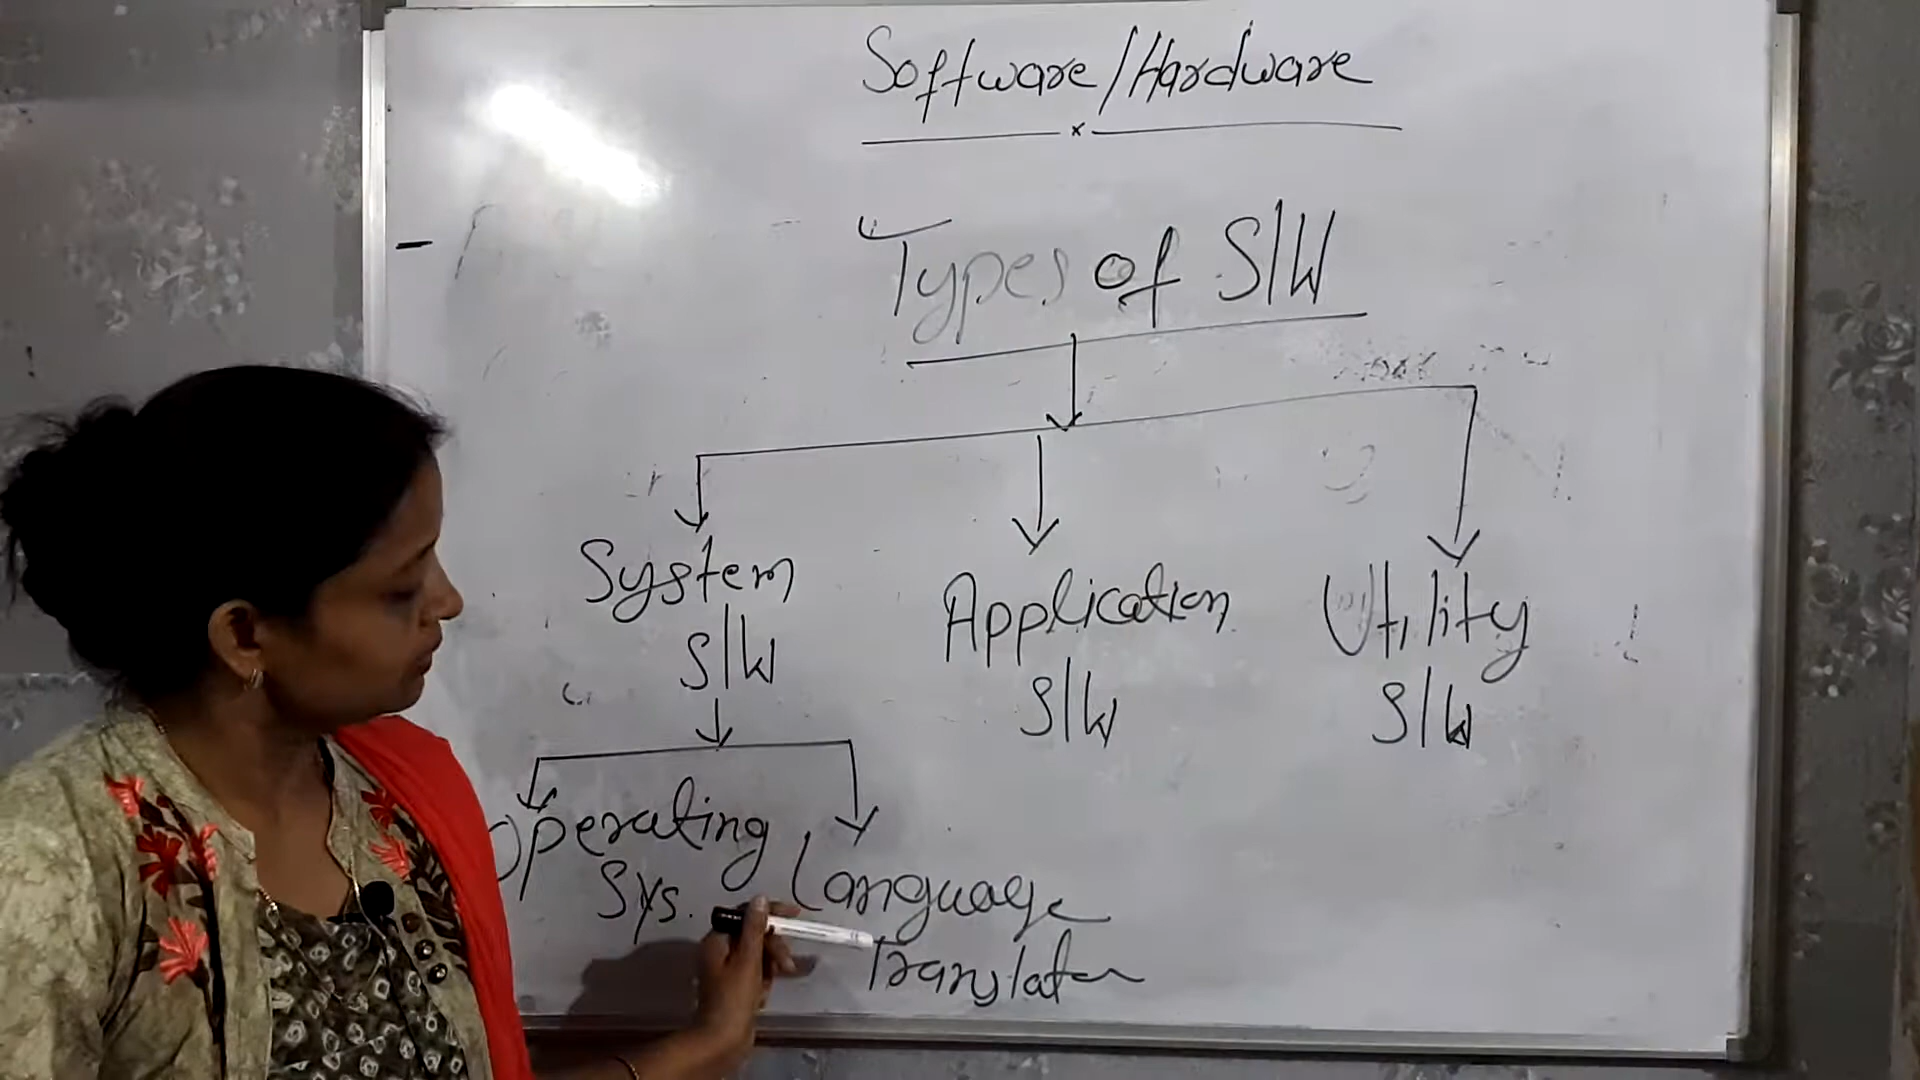 Software/Hardware
Types of S/W
System
S/W
Application
S/W
Utility
S/W
Operating
Sys.
Language
Translator